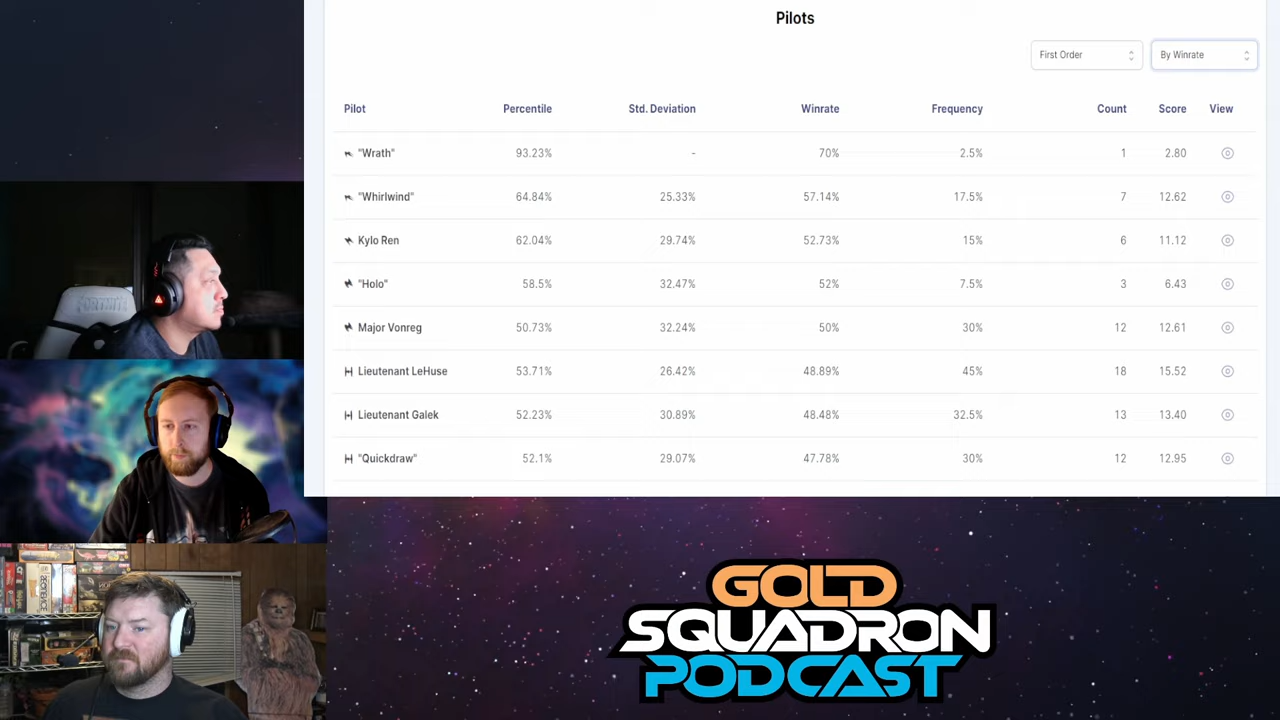 Pilots
First Order
By Winrate
Pilot Percentile Std. Deviation Winrate Frequency Count Score View
"Wrath" 93.23% - 70% 2.5% 1 2.80
"Whirlwind" 64.84% 25.33% 57.14% 17.5% 7 12.62
Kylo Ren 62.04% 29.74% 52.73% 15% 6 11.12
"Holo" 58.5% 32.47% 52% 7.5% 3 6.43
Major Vonreg 50.73% 32.24% 50% 30% 12 12.61
Lieutenant LeHuse 53.71% 26.42% 48.89% 45% 18 15.52
Lieutenant Galek 52.23% 30.89% 48.48% 32.5% 13 13.40
"Quickdraw" 52.1% 29.07% 47.78% 30% 12 12.95
GOLD
SQUADRON
PODCAST